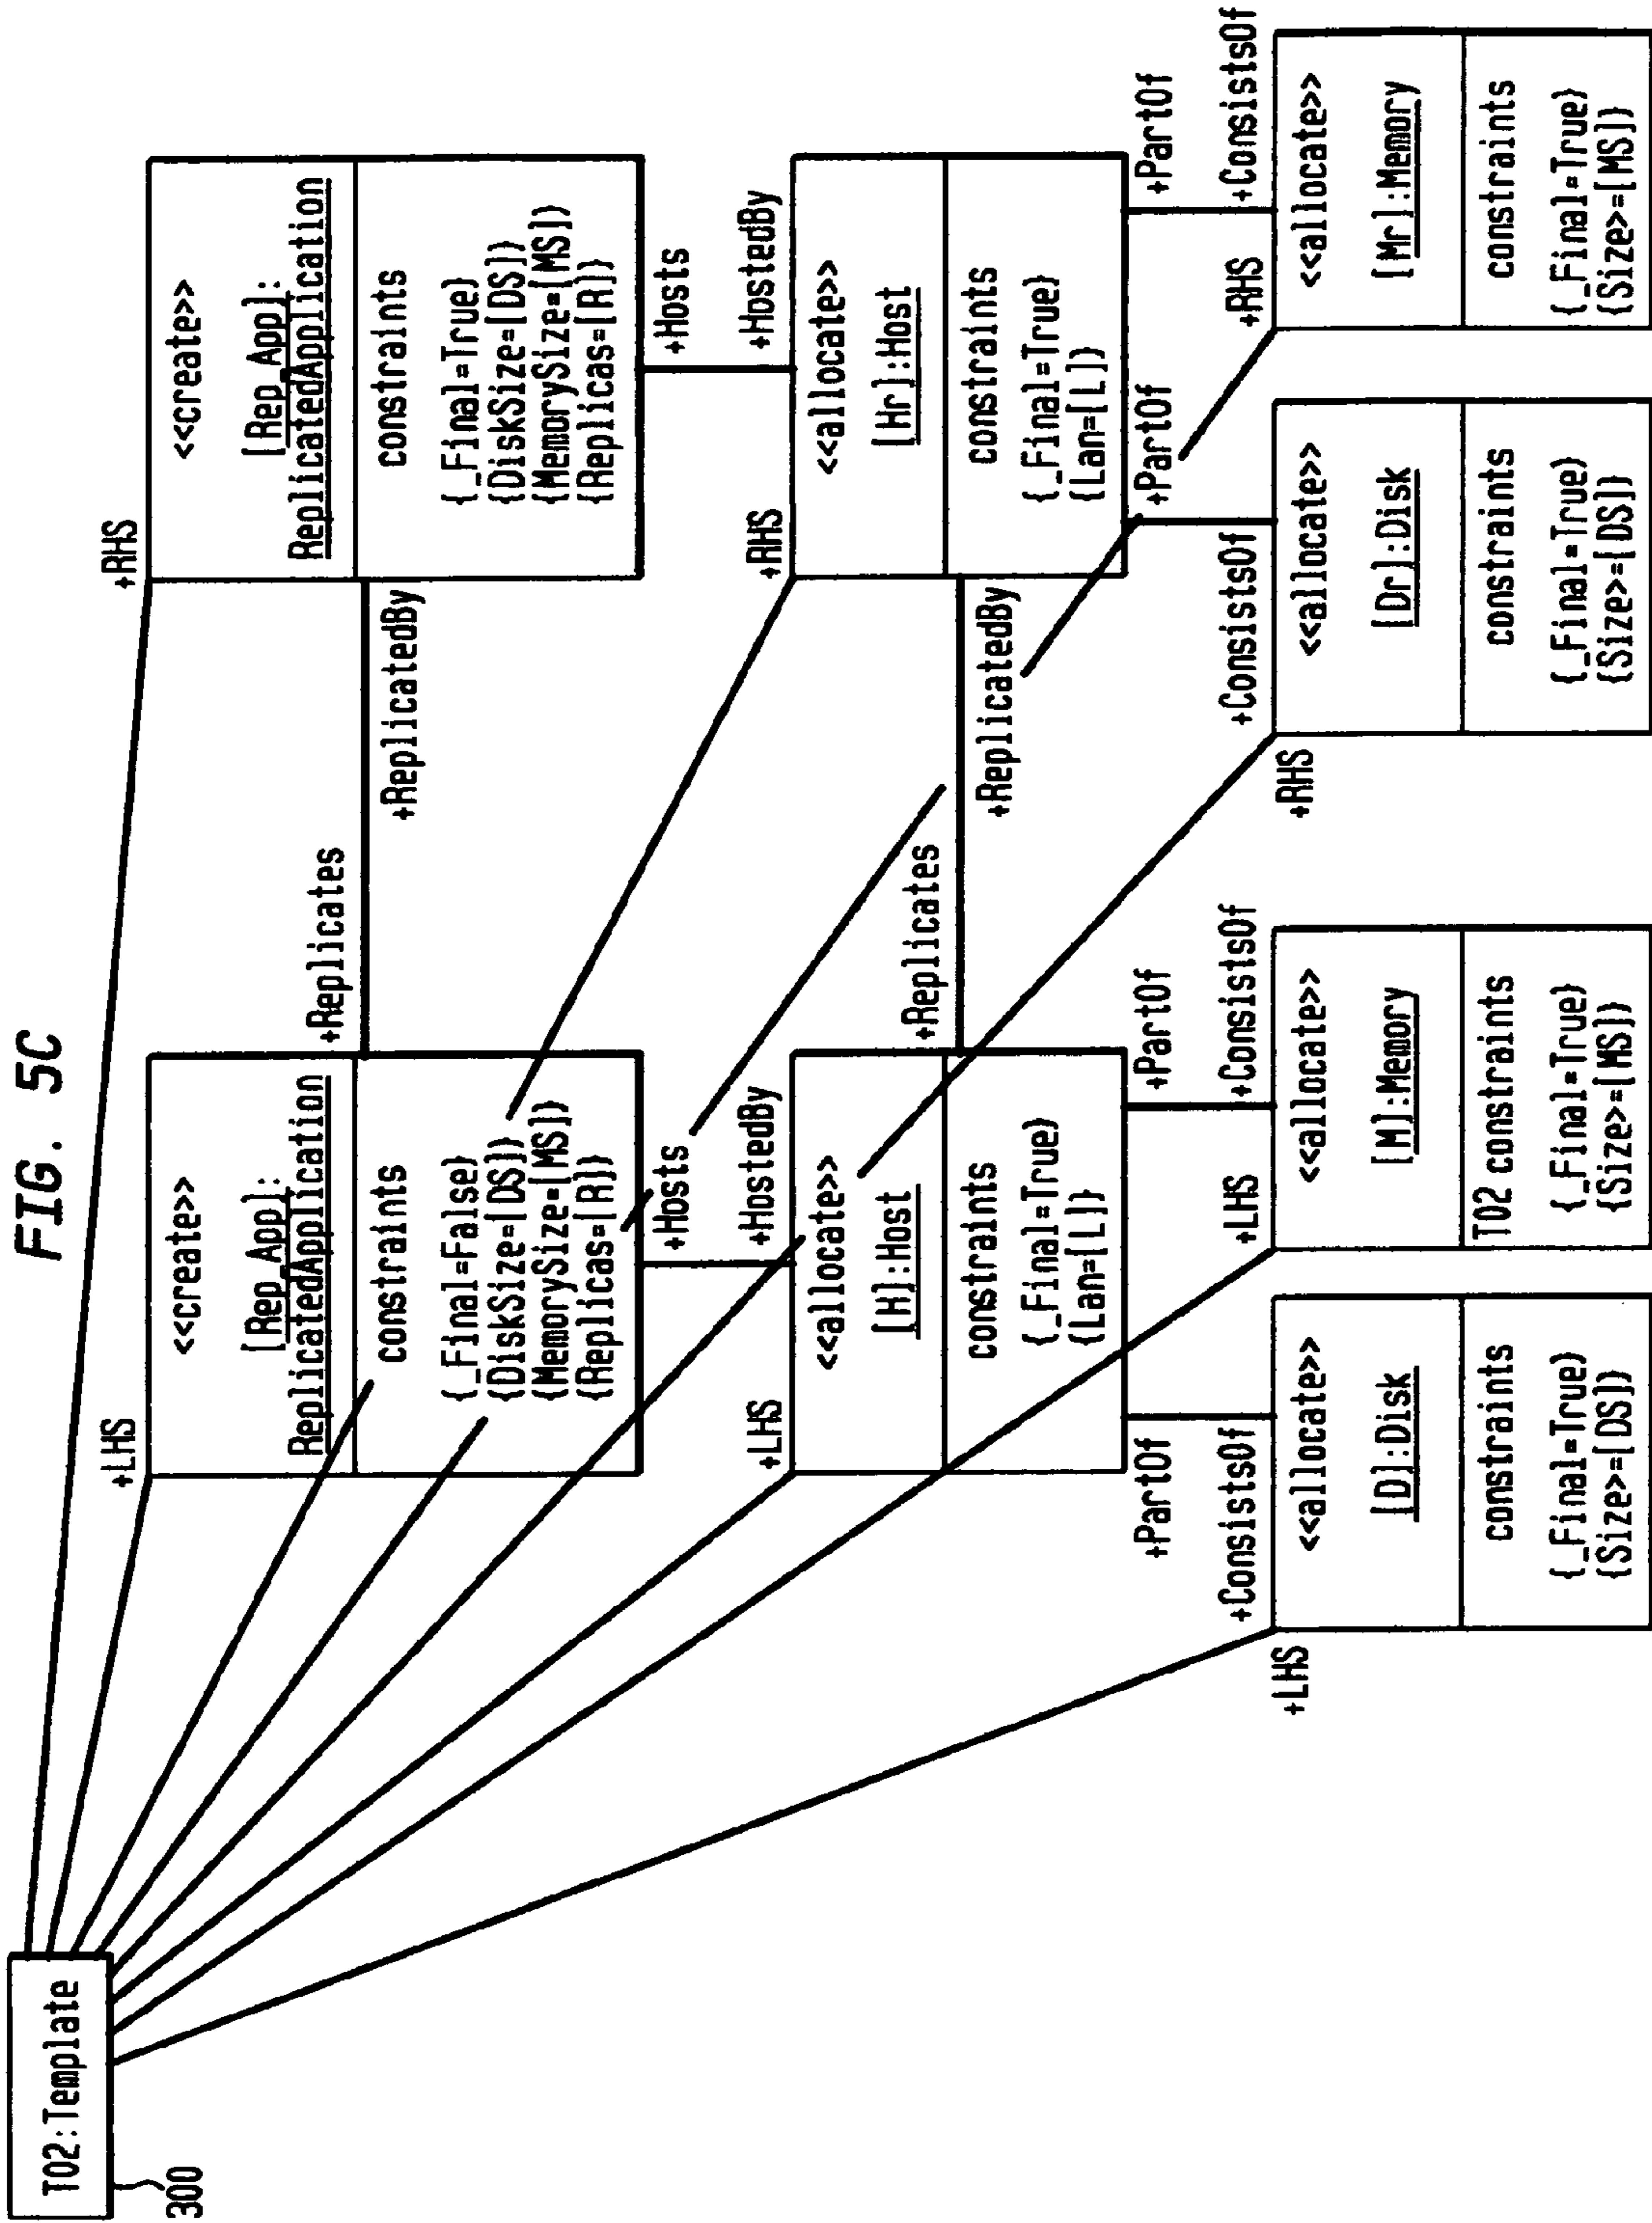 FIG. 5C
TO2:Template
300
+LHS
<<create>>
[Rep_App]:
ReplicatedApplication
constraints
{_Final=False}
{DiskSize=[DS]}
{MemorySize=[MS]}
{Replicas=[R]}
+Replicates
+ReplicatedBy
+RHS
<<create>>
[Rep_App]:
ReplicatedApplication
constraints
{_Final=True}
{DiskSize=[DS]}
{MemorySize=[MS]}
{Replicas=[R]}
+Hosts
+HostedBy
+Hosts
+HostedBy
+LHS
<<allocate>>
[H]:Host
constraints
{_Final=True}
{Lan=[L]}
+Replicates
+ReplicatedBy
+RHS
<<allocate>>
[Hr]:Host
constraints
{_Final=True}
{Lan=[L]}
+PartOf
+ConsistsOf
+LHS
<<allocate>>
[D]:Disk
constraints
{_Final=True}
{Size>=[DS]}
+PartOf
+ConsistsOf
+LHS
<<allocate>>
[M]:Memory
TO2 constraints
{_Final=True}
{Size>=[MS]}
+PartOf
+ConsistsOf
+RHS
<<allocate>>
[Dr]:Disk
constraints
{_Final=True}
{Size>=[DS]}
+PartOf
+ConsistsOf
+RHS
<<allocate>>
[Mr]:Memory
constraints
{_Final=True}
{Size>=[MS]}